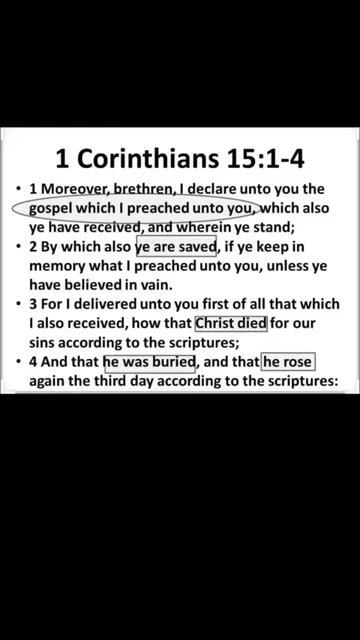 1 Corinthians 15:1-4
• 1 Moreover, brethren, I declare unto you the
gospel which I preached unto you, which also
ye have received, and wherein ye stand;
• 2 By which also ye are saved, if ye keep in
memory what I preached unto you, unless ye
have believed in vain.
• 3 For I delivered unto you first of all that which
I also received, how that Christ died for our
sins according to the scriptures;
• 4 And that he was buried, and that he rose
again the third day according to the scriptures: